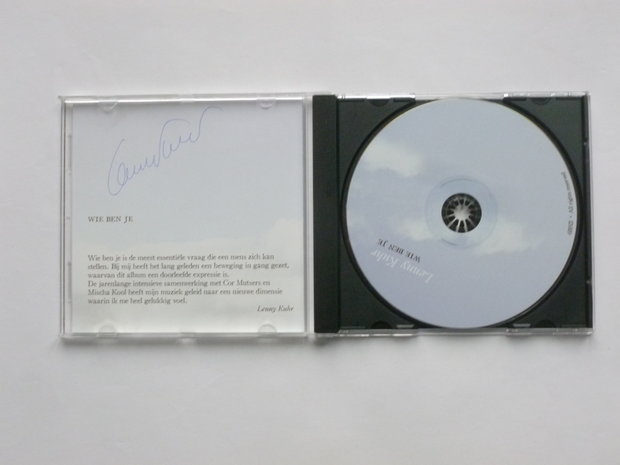 WIE BEN JE
Wie ben je is de meest essentiële vraag die een mens zich kan
stellen. Bij mij heeft het lang geleden een beweging in gang gezet,
waarvan dit album een doorleefde expressie is.
De jarenlange intensieve samenwerking met Cor Mutsers en
Mischa Kool heeft mijn muziek geleid naar een nieuwe dimensie
waarin ik me heel gelukkig voel.
Lenny Kuhr
Lenny Kuhr
WIE BEN JE